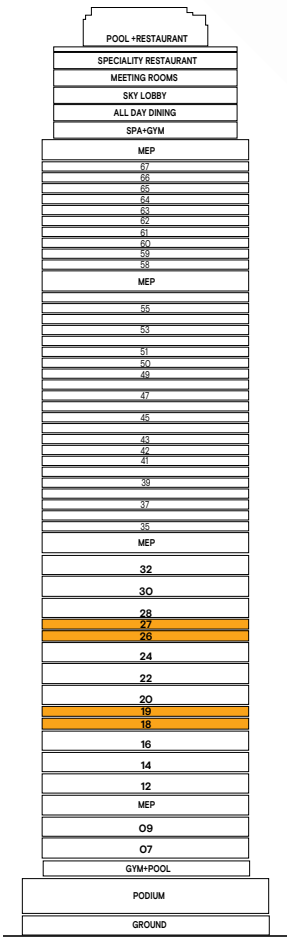 POOL +RESTAURANT
SPECIALITY RESTAURANT
MEETING ROOMS
SKY LOBBY
ALL DAY DINING
SPA+GYM
MEP
67
66
65
64
63
62
61
60
59
58
MEP
55
53
51
50
49
47
45
43
42
41
39
37
35
MEP
32
30
28
27
26
24
22
20
19
18
16
14
12
MEP
09
07
GYM+POOL
PODIUM
GROUND